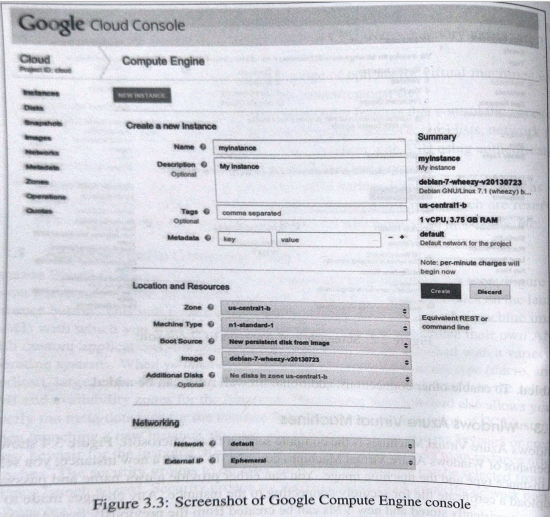 Google Cloud Console
Cloud
Project ID: cloud
Compute Engine
Instances
Disks
Snapshots
Images
Networks
Metadata
Zones
Operations
Quotas
NEW INSTANCE
Create a new Instance
Name myinstance
Description My Instance
Optional
Tags comma separated
Optional
Metadata key value - +
Summary
myinstance
My instance
debian-7-wheezy-v20130723
Debian GNU/Linux 7.1 (wheezy) b...
us-central1-b
1 vCPU, 3.75 GB RAM
default
Default network for the project
Note: per-minute charges will
begin now
Create Discard
Equivalent REST or
command line
Location and Resources
Zone us-central1-b
Machine Type n1-standard-1
Boot Source New persistent disk from image
Image debian-7-wheezy-v20130723
Additional Disks No disks in zone us-central1-b
Optional
Networking
Network default
External IP Ephemeral
Figure 3.3: Screenshot of Google Compute Engine console